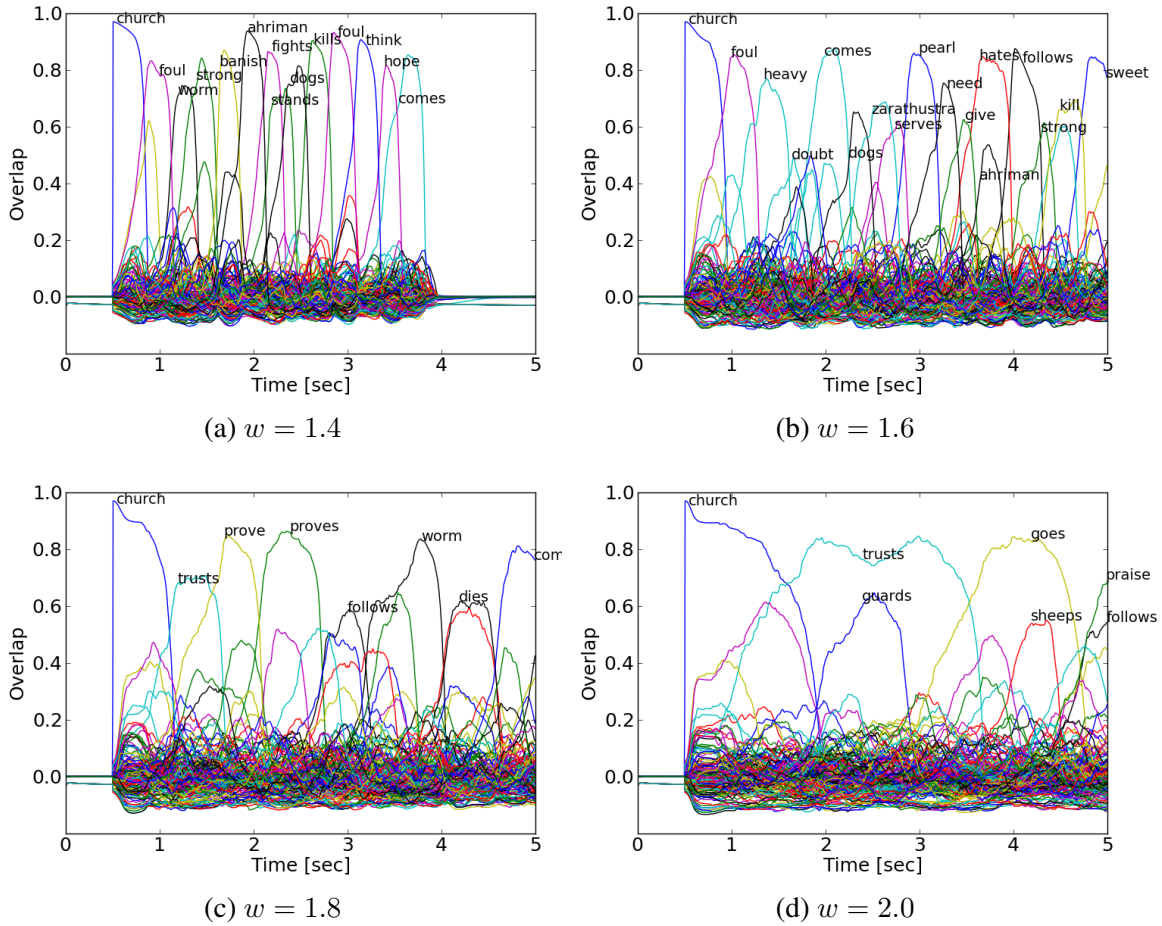 church
foul
worm
strong
banish
ahriman
fights
stands
dogs
kills
foul
think
hope
comes
1.0
0.8
0.6
0.4
0.2
0.0
Overlap
0 1 2 3 4 5
Time [sec]
(a) w = 1.4
church
foul
heavy
doubt
comes
dogs
zarathustra
serves
pearl
need
give
hates
ahriman
follows
strong
kill
sweet
1.0
0.8
0.6
0.4
0.2
0.0
Overlap
0 1 2 3 4 5
Time [sec]
(b) w = 1.6
church
trusts
prove
proves
follows
worm
dies
com
1.0
0.8
0.6
0.4
0.2
0.0
Overlap
0 1 2 3 4 5
Time [sec]
(c) w = 1.8
church
trusts
guards
goes
sheeps
praise
follows
1.0
0.8
0.6
0.4
0.2
0.0
Overlap
0 1 2 3 4 5
Time [sec]
(d) w = 2.0